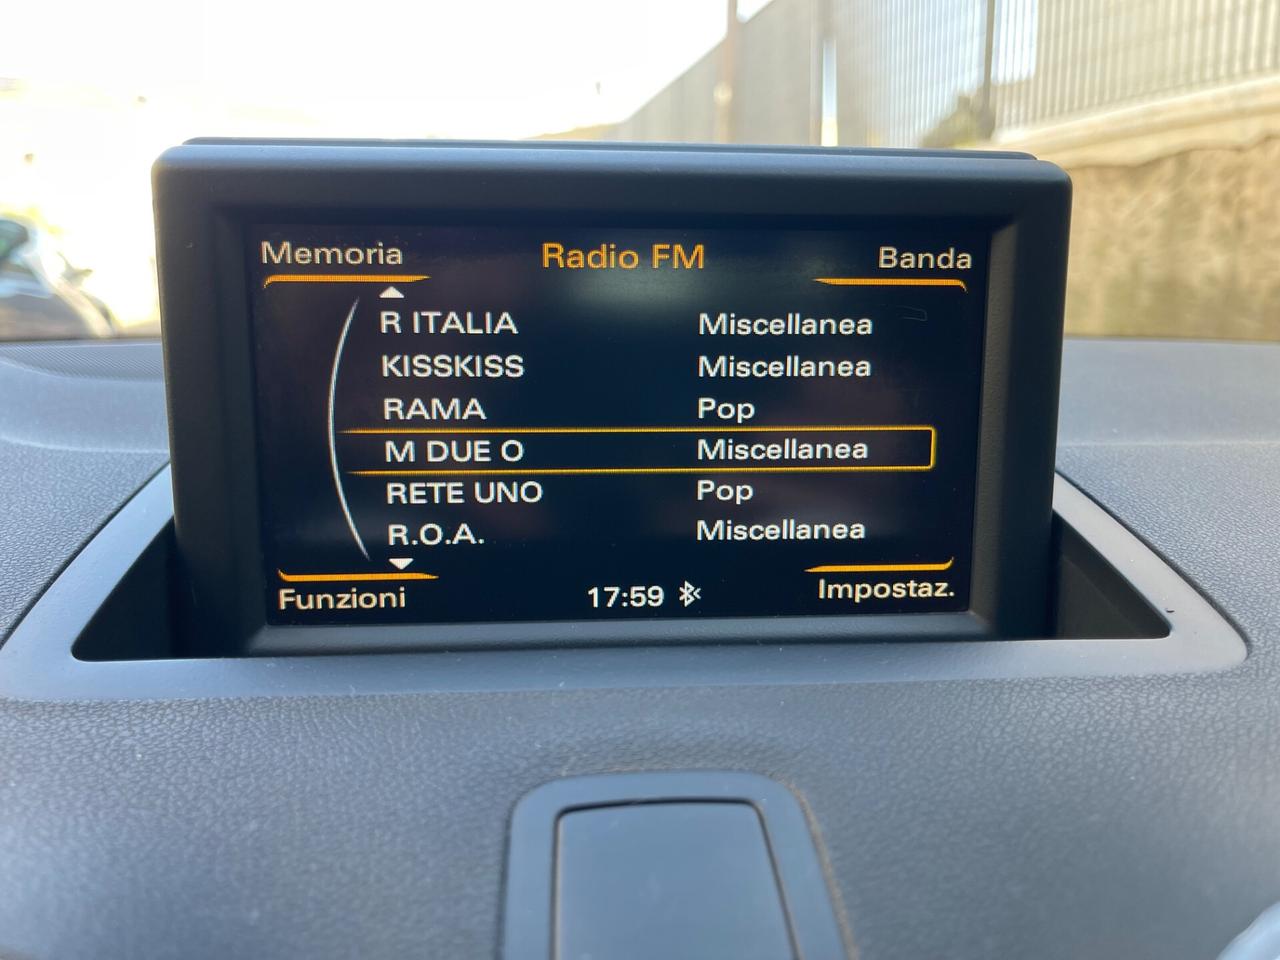 Memoria Radio FM Banda
R ITALIA Miscellanea
KISSKISS Miscellanea
RAMA Pop
M DUE O Miscellanea
RETE UNO Pop
R.O.A. Miscellanea
Funzioni 17:59 Impostaz.